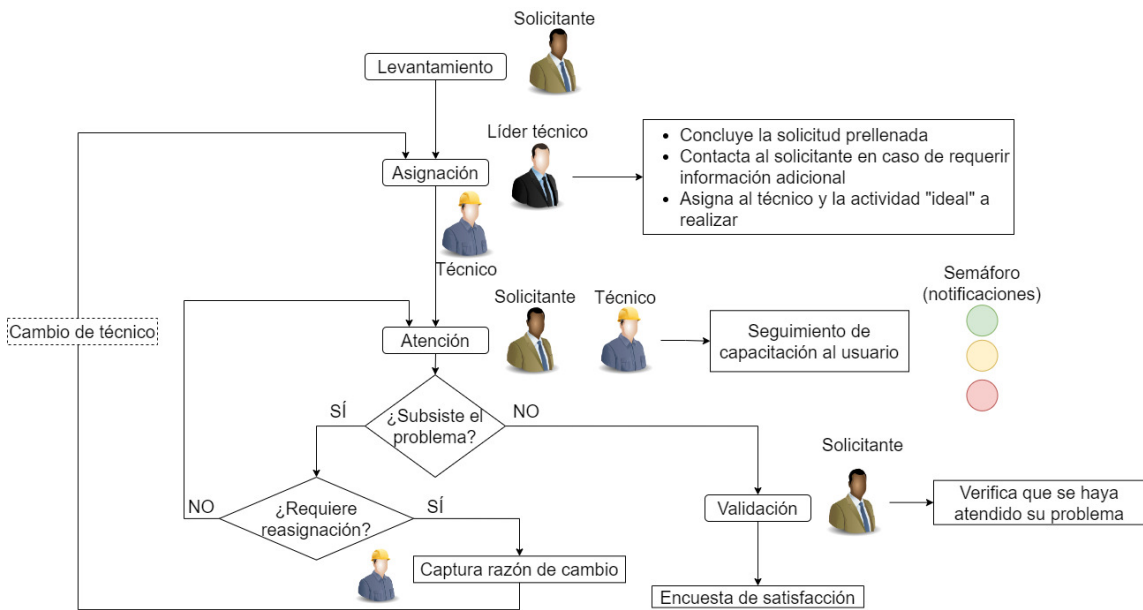 Solicitante
Levantamiento
Líder técnico
• Concluye la solicitud prellenada
• Contacta al solicitante en caso de requerir
información adicional
• Asigna al técnico y la actividad "ideal" a
realizar
Asignación
Técnico
Semáforo
(notificaciones)
Solicitante
Técnico
Cambio de técnico
Atención
Seguimiento de
capacitación al usuario
SÍ
¿Subsiste el
problema?
NO
Solicitante
NO
¿Requiere
reasignación?
SÍ
Validación
Verifica que se haya
atendido su problema
Captura razón de cambio
Encuesta de satisfacción